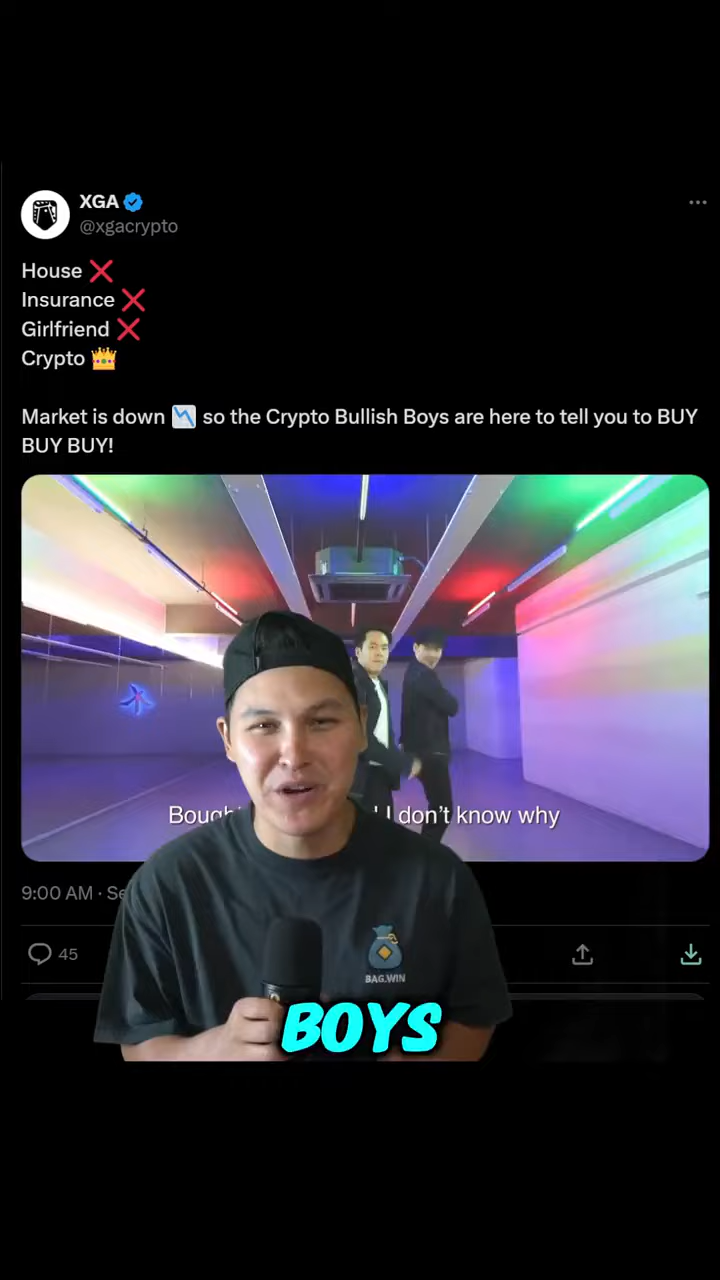 XGA
@xgacrypto
House ❌
Insurance ❌
Girlfriend ❌
Crypto 👑
Market is down 📉 so the Crypto Bullish Boys are here to tell you to BUY
BUY BUY!
I don't know why
9:00 AM ·
45
BAG.WIN
BOYS